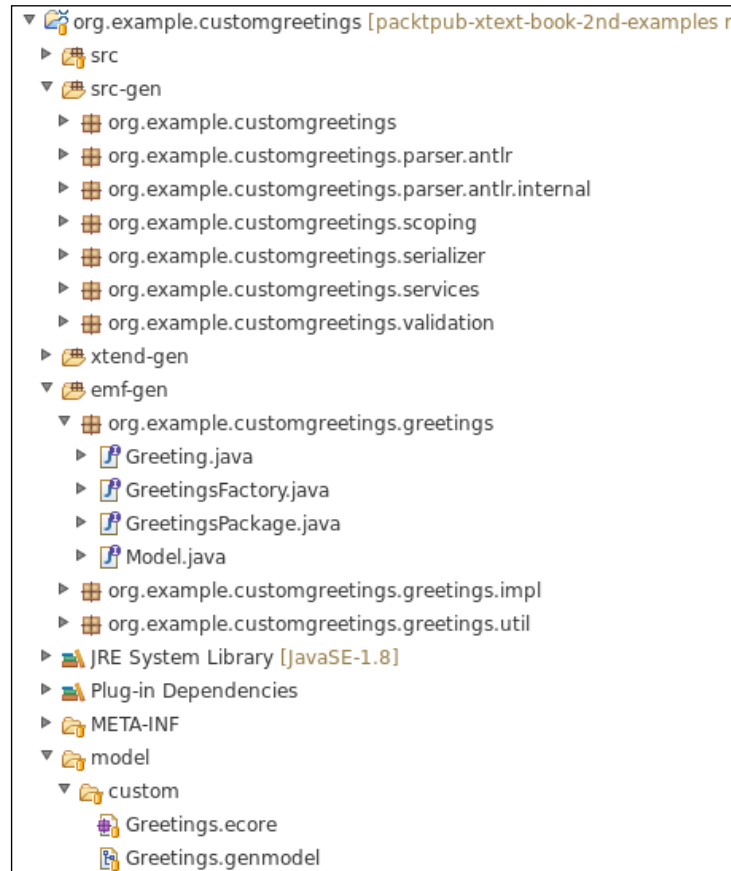 org.example.customgreetings [packtpub-xtext-book-2nd-examples r
src
src-gen
org.example.customgreetings
org.example.customgreetings.parser.antlr
org.example.customgreetings.parser.antlr.internal
org.example.customgreetings.scoping
org.example.customgreetings.serializer
org.example.customgreetings.services
org.example.customgreetings.validation
xtend-gen
emf-gen
org.example.customgreetings.greetings
Greeting.java
GreetingsFactory.java
GreetingsPackage.java
Model.java
org.example.customgreetings.greetings.impl
org.example.customgreetings.greetings.util
JRE System Library [JavaSE-1.8]
Plug-in Dependencies
META-INF
model
custom
Greetings.ecore
Greetings.genmodel